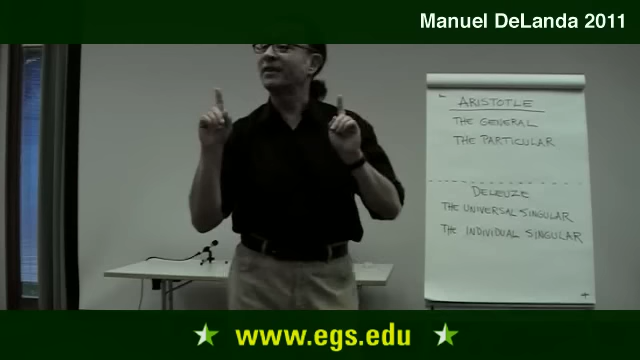 Manuel DeLanda 2011
ARISTOTLE
THE GENERAL
THE PARTICULAR
DELEUZE
THE UNIVERSAL SINGULAR
THE INDIVIDUAL SINGULAR
www.egs.edu